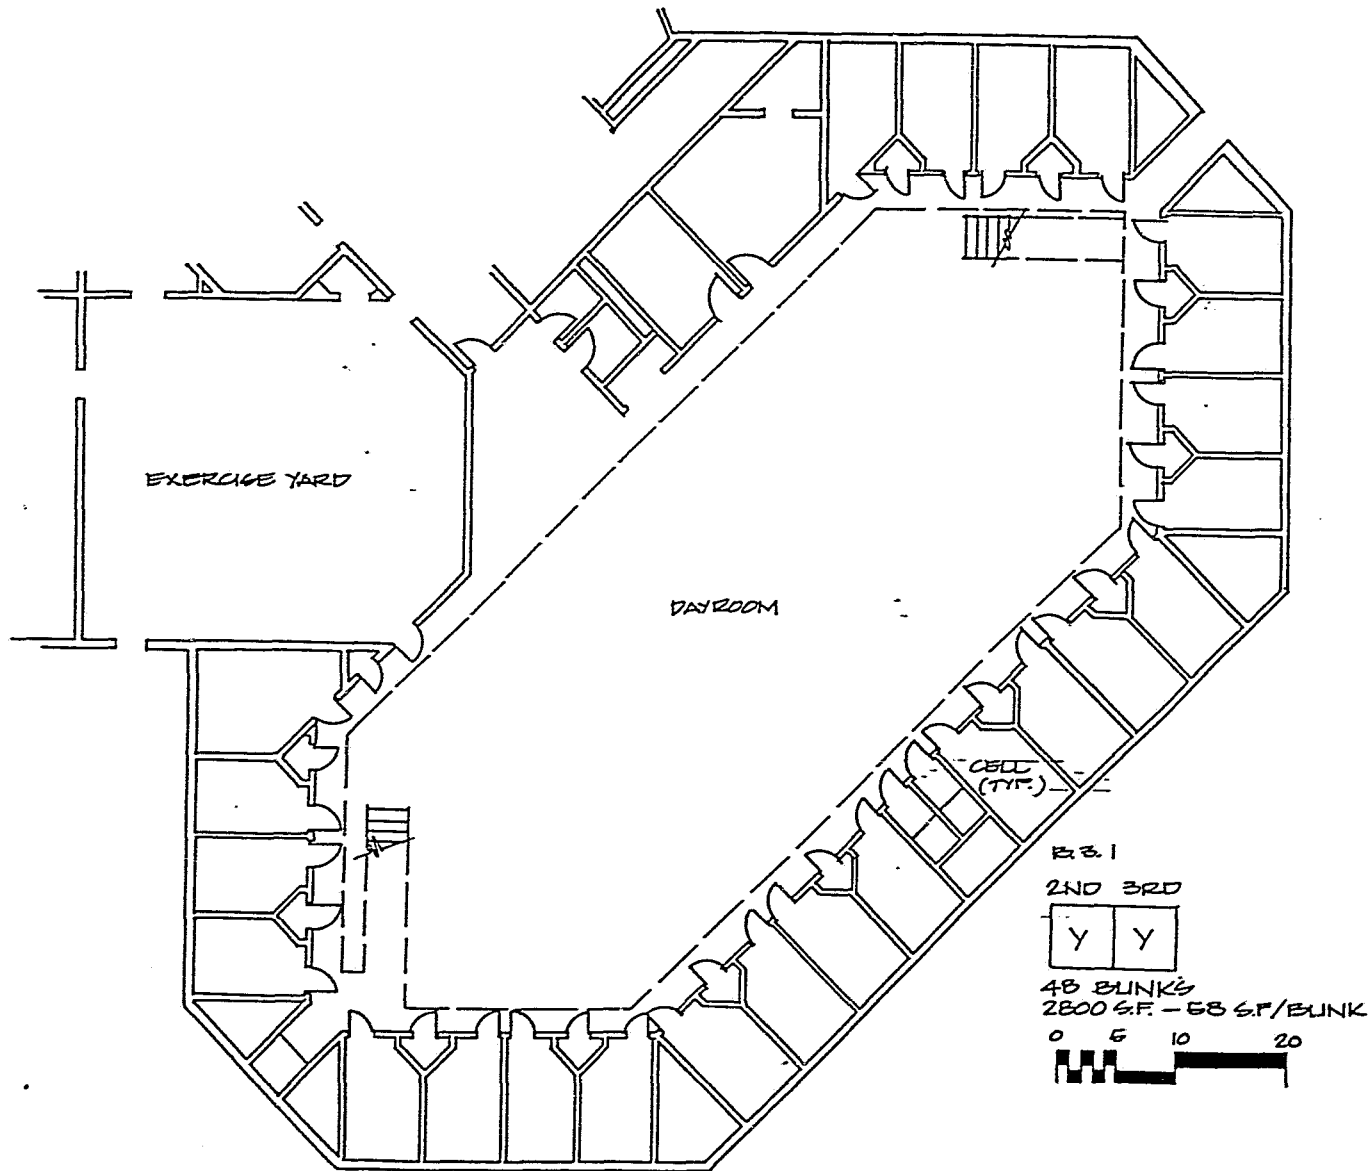 EXERCISE YARD
DAYROOM
CELL
(TYP.)
B.3.1
2ND 3RD
Y Y
48 BUNKS
2800 S.F. - 58 S.F/BUNK
0 5 10 20